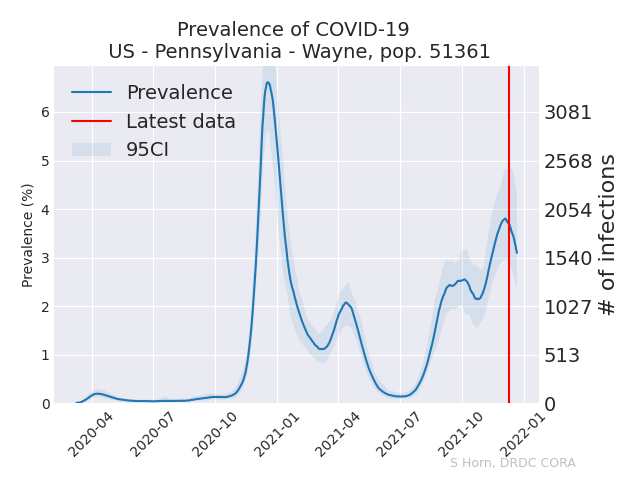 Prevalence of COVID-19
US - Pennsylvania - Wayne, pop. 51361
Prevalence
Latest data
95CI
Prevalence (%)
6
5
4
3
2
1
0
3081
2568
2054
1540
1027
513
0
# of infections
2020-04
2020-07
2020-10
2021-01
2021-04
2021-07
2021-10
2022-01
S Horn, DRDC CORA